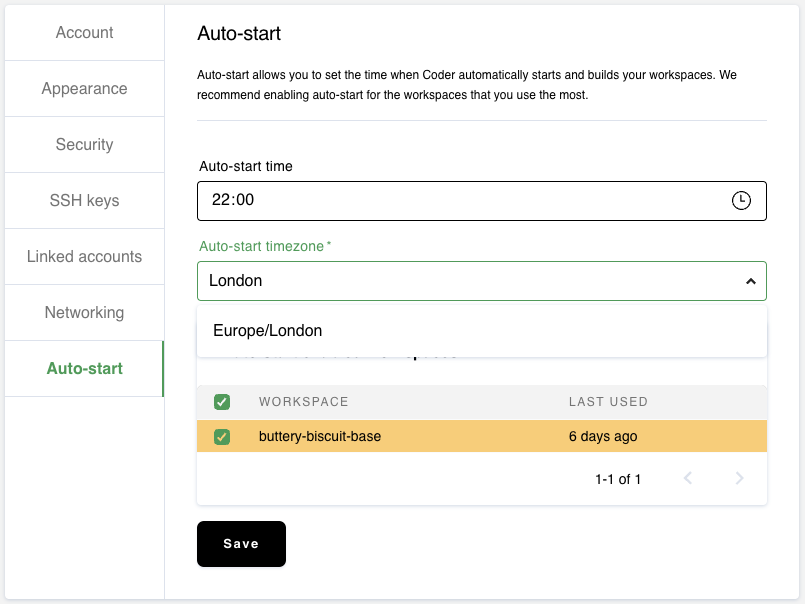 Account
Appearance
Security
SSH keys
Linked accounts
Networking
Auto-start
Auto-start
Auto-start allows you to set the time when Coder automatically starts and builds your workspaces. We
recommend enabling auto-start for the workspaces that you use the most.
Auto-start time
22:00
Auto-start timezone *
London
Europe/London
WORKSPACE LAST USED
buttery-biscuit-base 6 days ago
1-1 of 1
Save